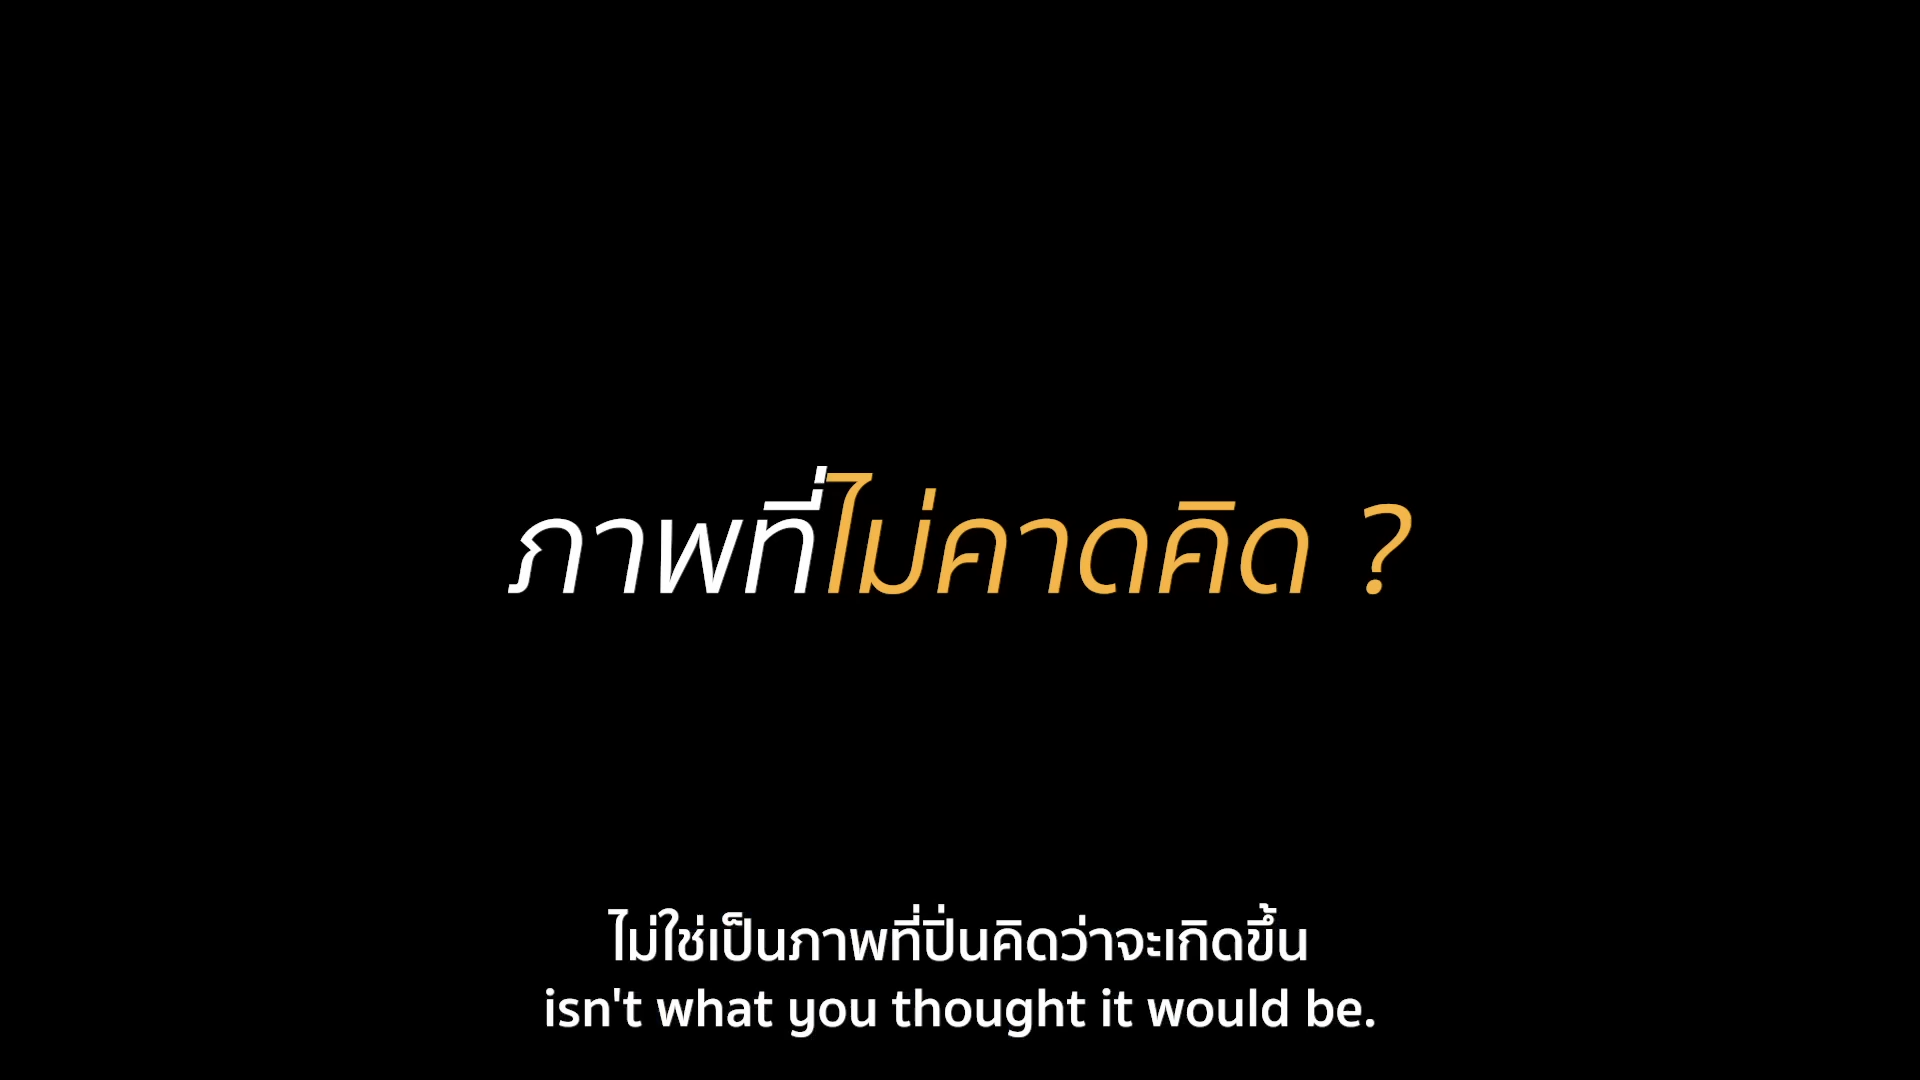 ภาพที่ไม่คาดคิด ?
ไม่ใช่เป็นภาพที่ปิ่นคิดว่าจะเกิดขึ้น
isn't what you thought it would be.